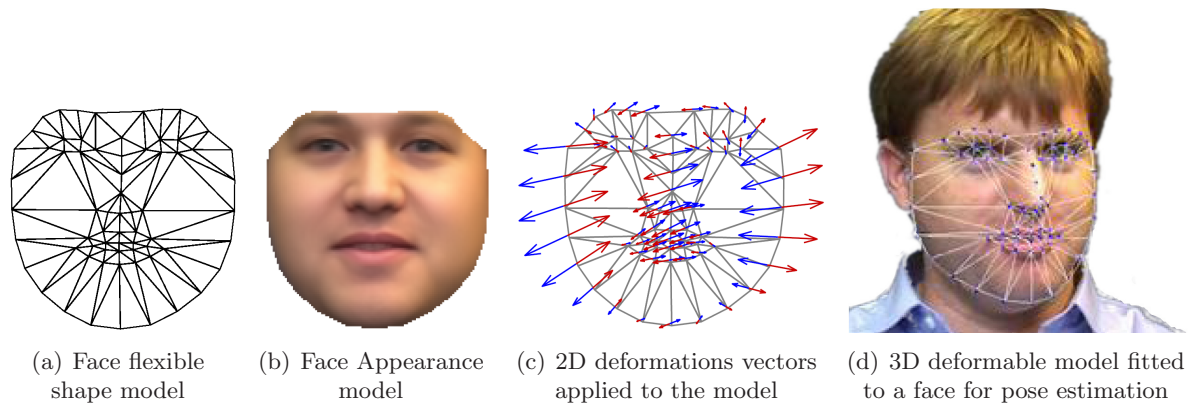 (a) Face flexible
shape model
(b) Face Appearance
model
(c) 2D deformations vectors
applied to the model
(d) 3D deformable model fitted
to a face for pose estimation